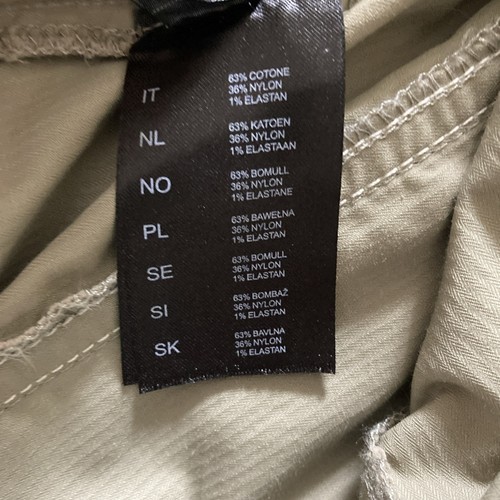 IT
63% COTONE
36% NYLON
1% ELASTAN
NL
63% KATOEN
36% NYLON
1% ELASTAAN
NO
63% BOMULL
36% NYLON
1% ELASTANE
PL
63% BAWEŁNA
36% NYLON
1% ELASTAN
SE
63% BOMULL
36% NYLON
1% ELASTAN
SI
63% BOMBAŽ
36% NYLON
1% ELASTAN
SK
63% BAVLNA
36% NYLON
1% ELASTAN